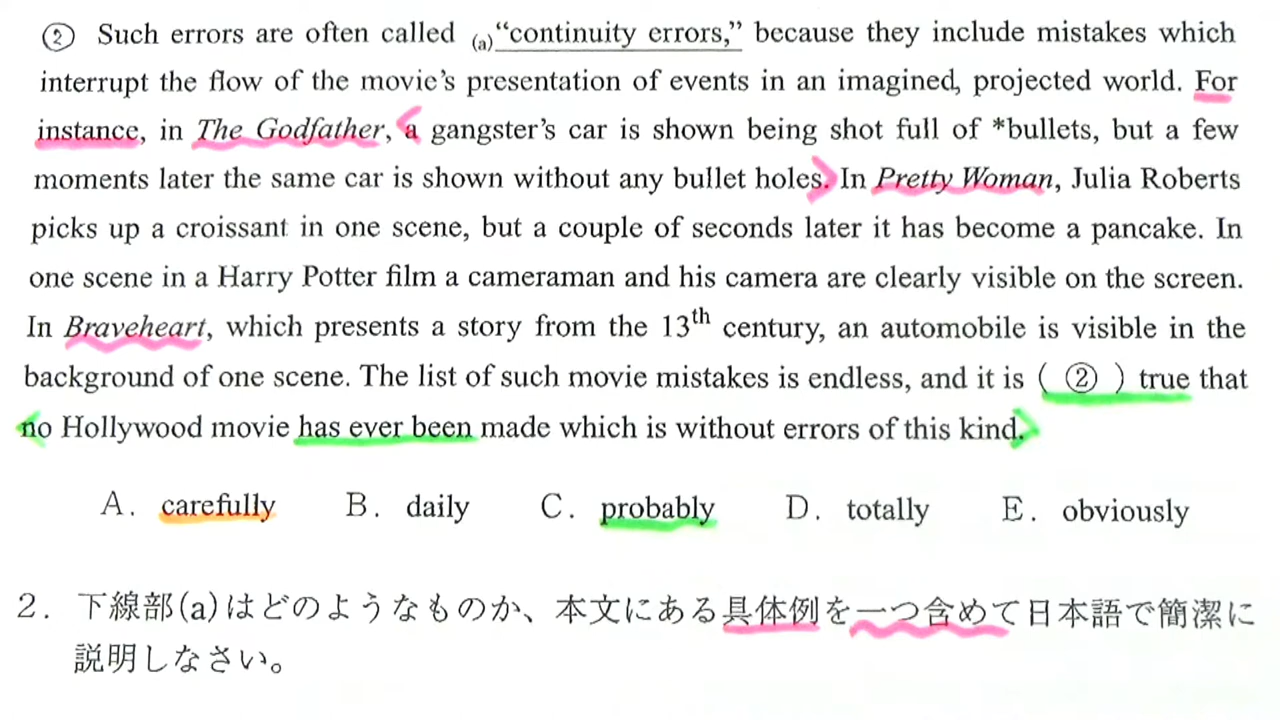 ② Such errors are often called (a)“continuity errors,” because they include mistakes which
interrupt the flow of the movie’s presentation of events in an imagined, projected world. For
instance, in The Godfather, a gangster’s car is shown being shot full of *bullets, but a few
moments later the same car is shown without any bullet holes. In Pretty Woman, Julia Roberts
picks up a croissant in one scene, but a couple of seconds later it has become a pancake. In
one scene in a Harry Potter film a cameraman and his camera are clearly visible on the screen.
In Braveheart, which presents a story from the 13th century, an automobile is visible in the
background of one scene. The list of such movie mistakes is endless, and it is ( ② ) true that
no Hollywood movie has ever been made which is without errors of this kind.
A. carefully B. daily C. probably D. totally E. obviously
2. 下線部(a)はどのようなものか、本文にある具体例を一つ含めて日本語で簡潔に
説明しなさい。